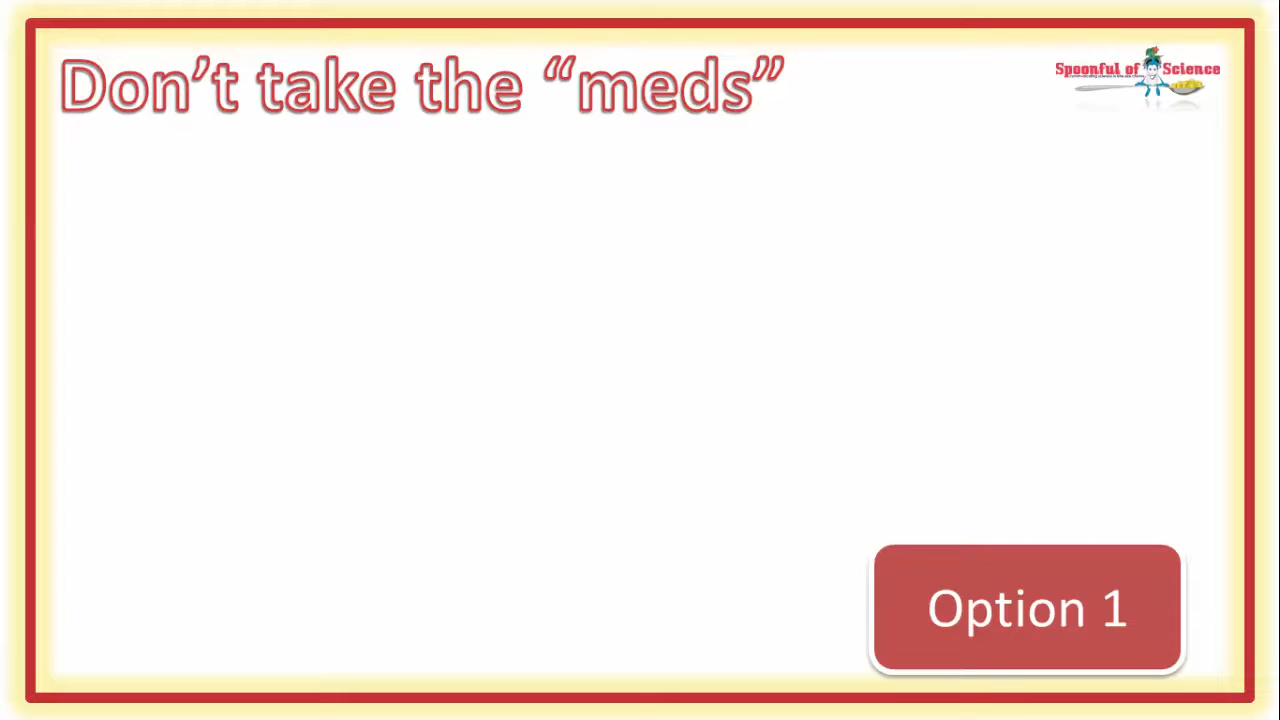 Don’t take the “meds”
Spoonful of Science
Option 1